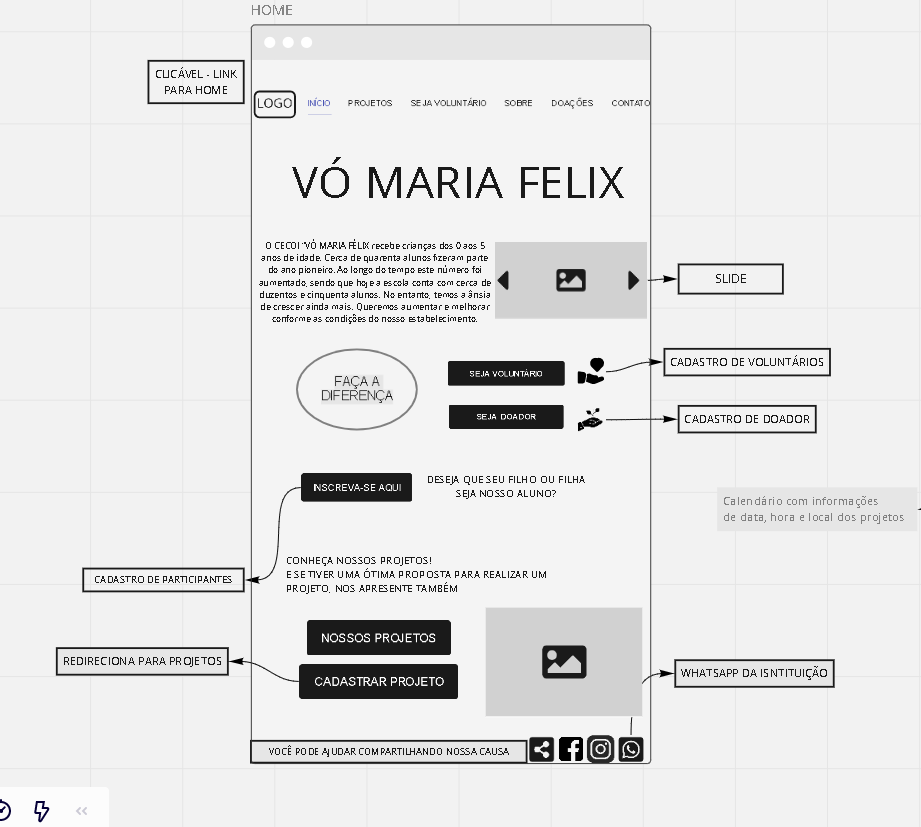 HOME
CLICÁVEL - LINK
PARA HOME
LOGO
INÍCIO PROJETOS SEJA VOLUNTÁRIO SOBRE DOAÇÕES CONTATO
VÓ MARIA FELIX
O CECOI "VÓ MARIA FÉLIX recebe crianças dos 0 aos 5
anos de idade. Cerca de quarenta alunos fizeram parte
do ano pioneiro. Ao longo do tempo este número foi
aumentado, sendo que hoje a escola conta com cerca de
duzentos e cinquenta alunos. No entanto, temos a ânsia
de crescer ainda mais. Queremos aumentar e melhorar
conforme as condições do nosso estabelecimento.
SLIDE
FAÇA A
DIFERENÇA
SEJA VOLUNTÁRIO
CADASTRO DE VOLUNTÁRIOS
SEJA DOADOR
CADASTRO DE DOADOR
INSCREVA-SE AQUI
DESEJA QUE SEU FILHO OU FILHA
SEJA NOSSO ALUNO?
Calendário com informações
de data, hora e local dos projetos
CADASTRO DE PARTICIPANTES
CONHEÇA NOSSOS PROJETOS!
E SE TIVER UMA ÓTIMA PROPOSTA PARA REALIZAR UM
PROJETO, NOS APRESENTE TAMBÉM
NOSSOS PROJETOS
REDIRECIONA PARA PROJETOS
CADASTRAR PROJETO
WHATSAPP DA ISNTITUIÇÃO
VOCÊ PODE AJUDAR COMPARTILHANDO NOSSA CAUSA